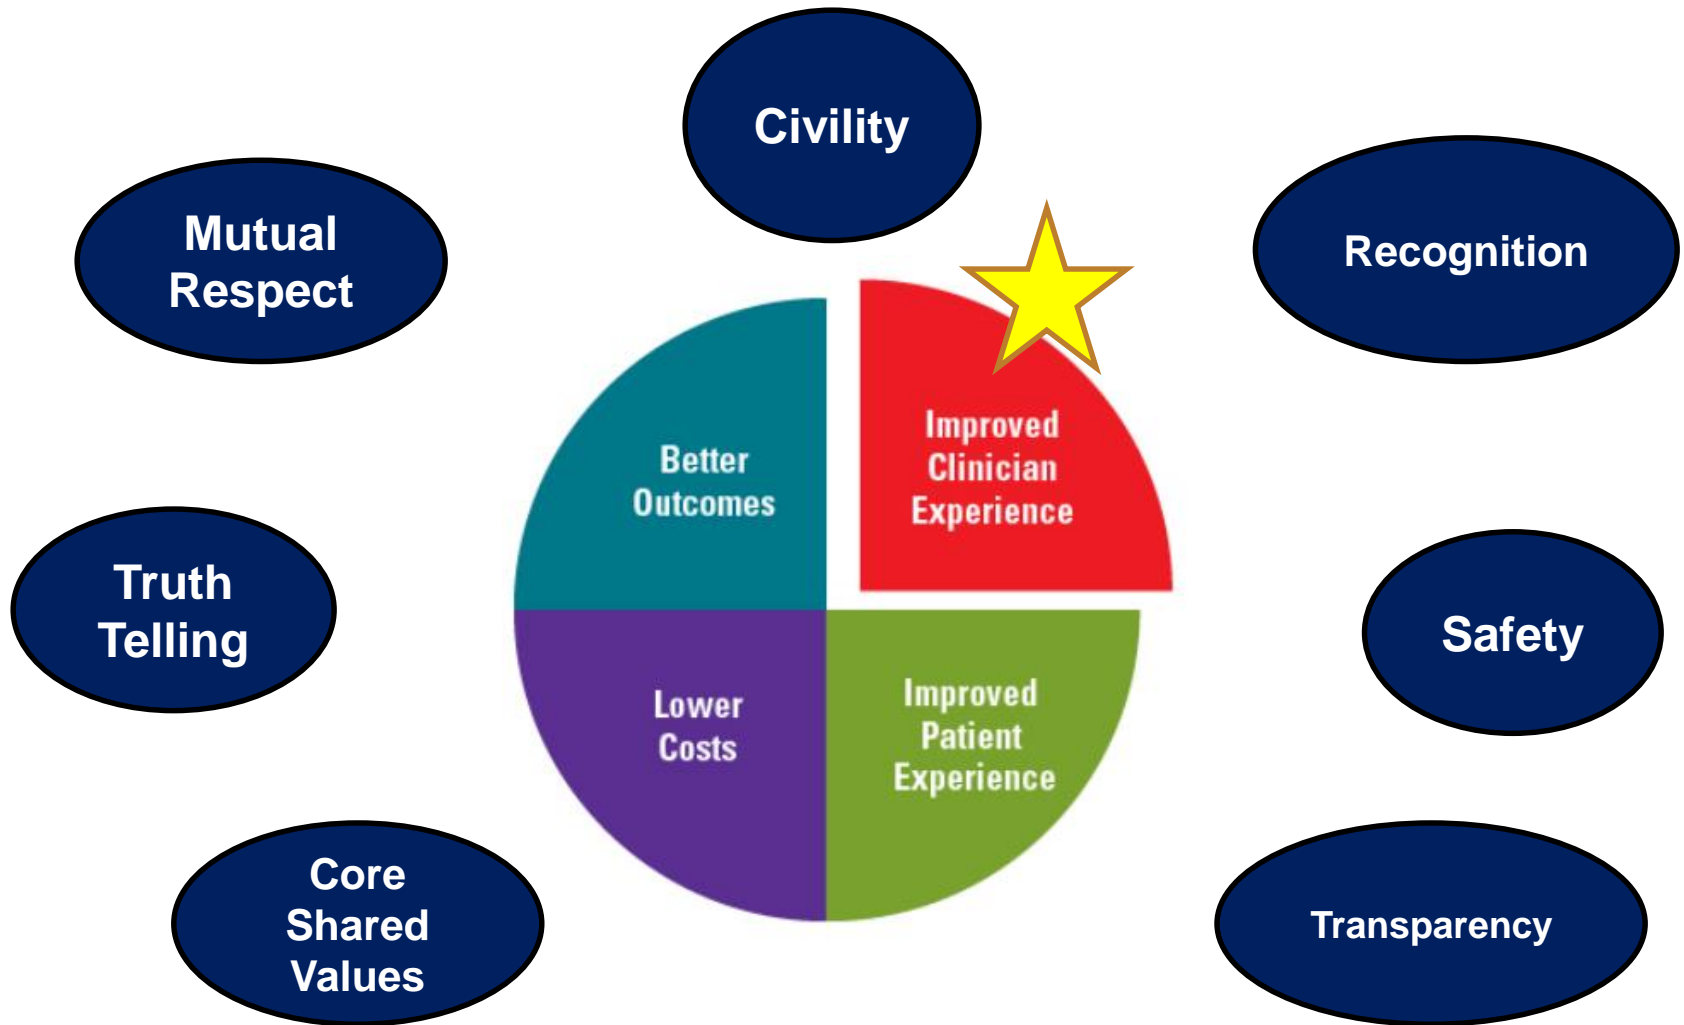 Civility
Mutual
Respect
Recognition
Better
Outcomes
Improved
Clinician
Experience
Truth
Telling
Safety
Lower
Costs
Improved
Patient
Experience
Core
Shared
Values
Transparency